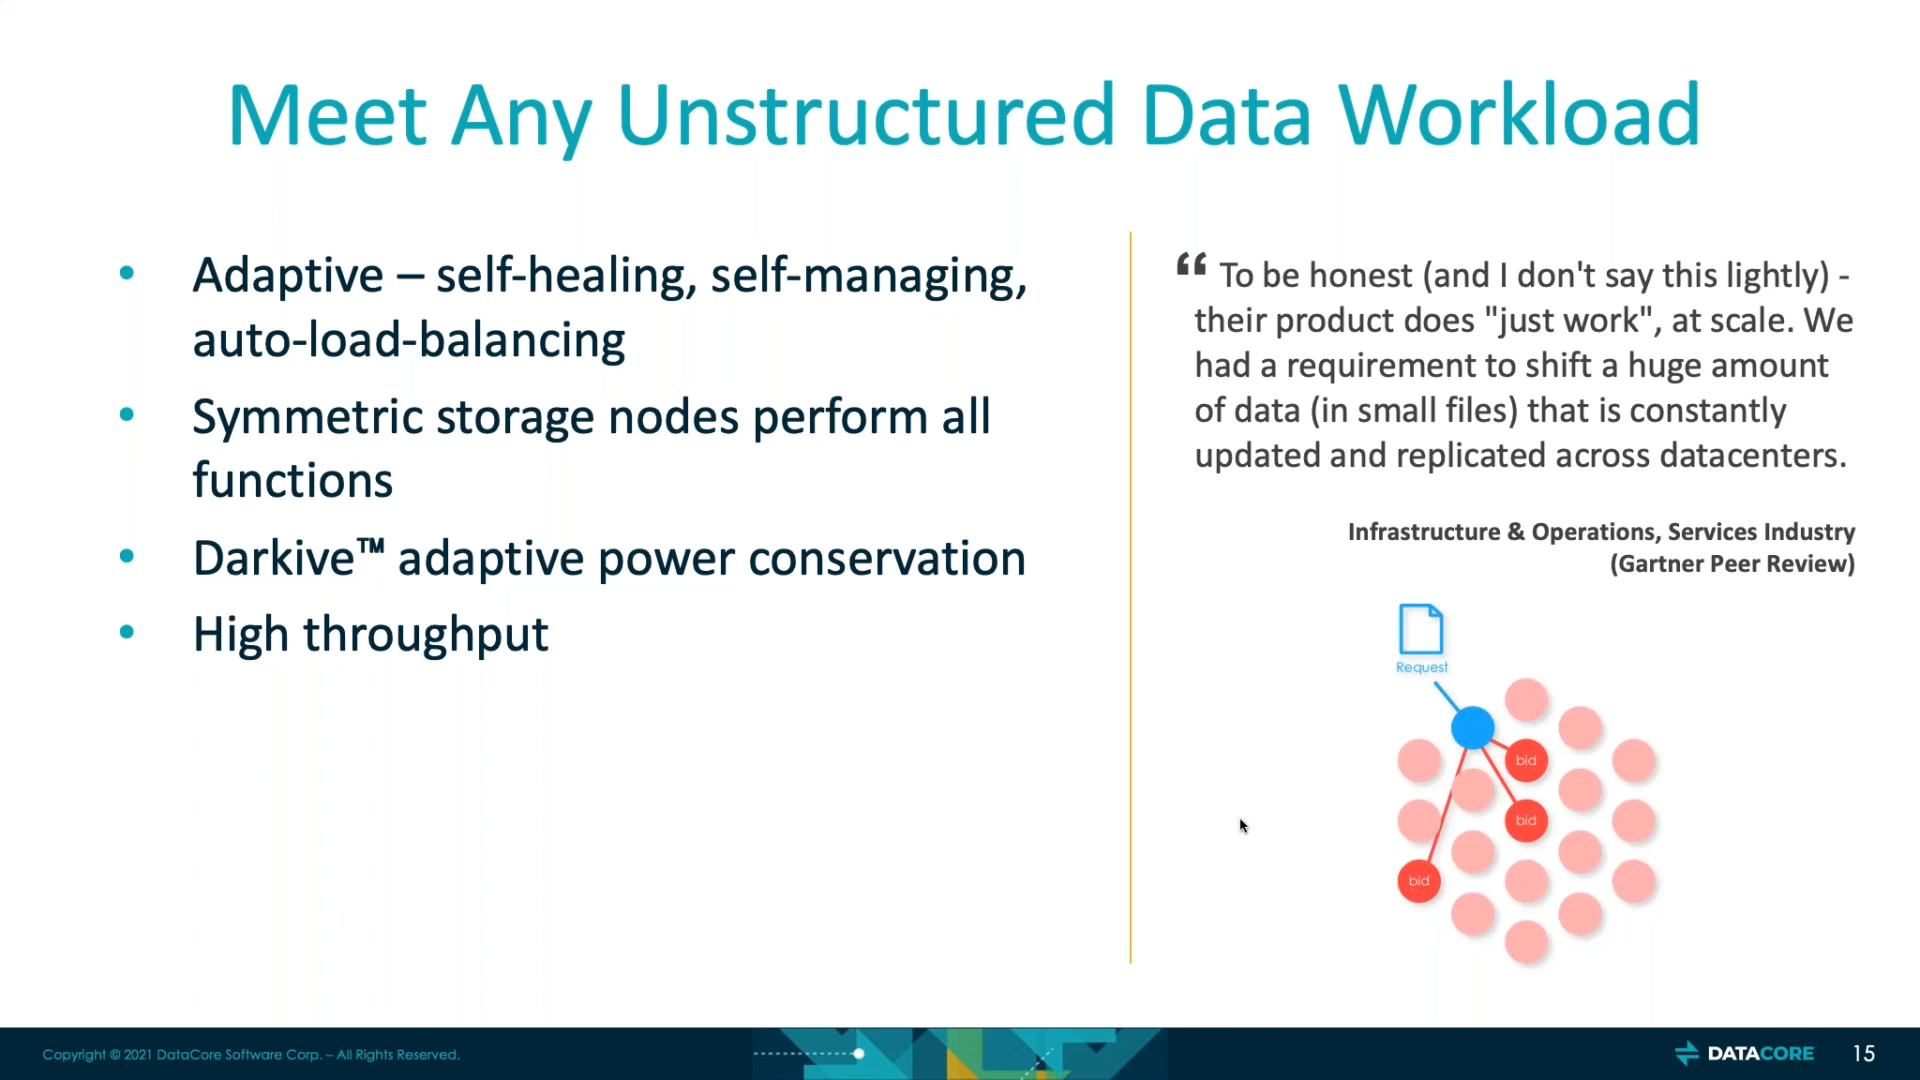 Meet Any Unstructured Data Workload
• Adaptive – self-healing, self-managing,
auto-load-balancing
• Symmetric storage nodes perform all
functions
• Darkive™ adaptive power conservation
• High throughput
“ To be honest (and I don't say this lightly) -
their product does "just work", at scale. We
had a requirement to shift a huge amount
of data (in small files) that is constantly
updated and replicated across datacenters.
Infrastructure & Operations, Services Industry
(Gartner Peer Review)
Request
bid
bid
bid
Copyright © 2021 DataCore Software Corp. – All Rights Reserved.
DATACORE
15